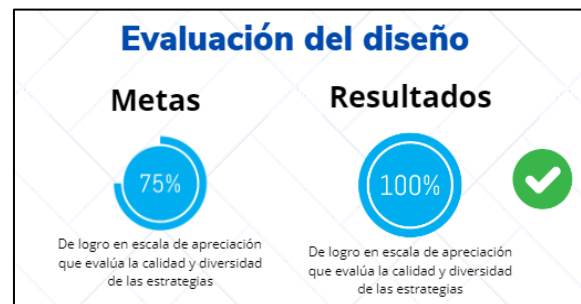 Evaluación del diseño
Metas
75%
De logro en escala de apreciación
que evalúa la calidad y diversidad
de las estrategias
Resultados
100%
De logro en escala de apreciación
que evalúa la calidad y diversidad
de las estrategias